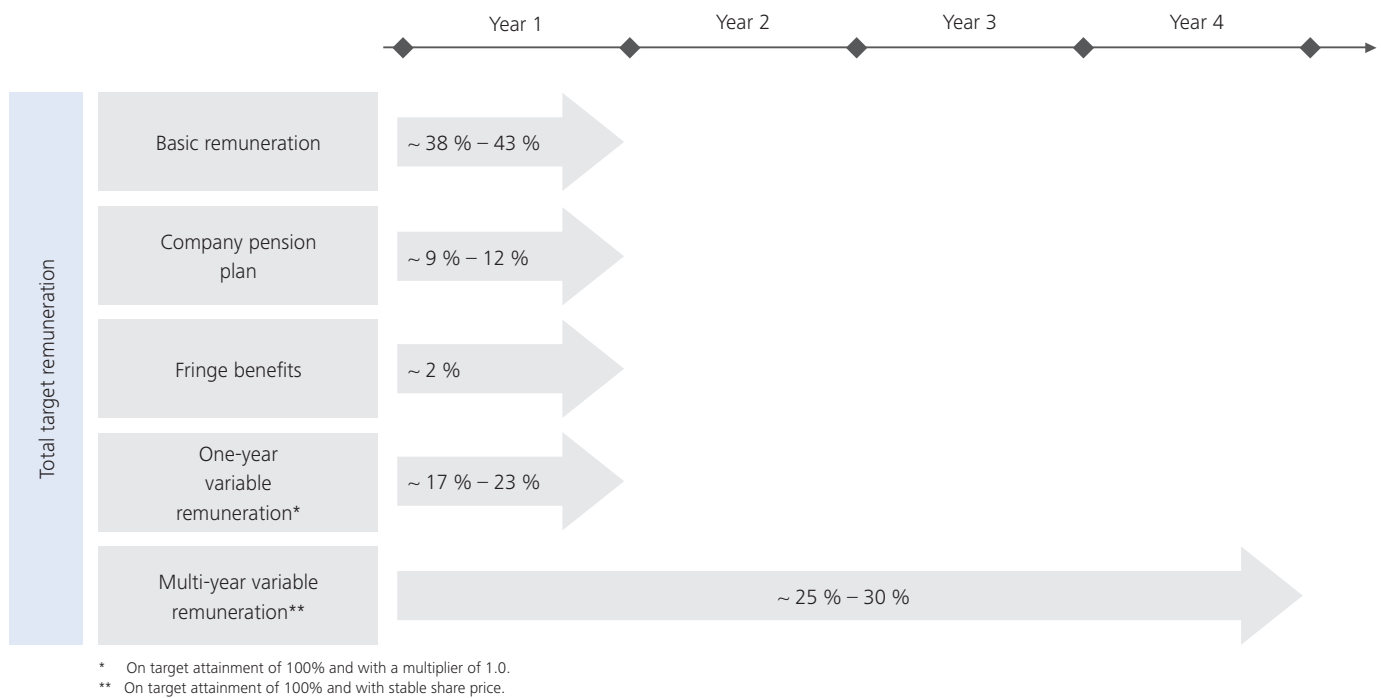 Year 1 Year 2 Year 3 Year 4
Total target remuneration
Basic remuneration
~ 38 % – 43 %
Company pension
plan
~ 9 % – 12 %
Fringe benefits
~ 2 %
One-year
variable
remuneration*
~ 17 % – 23 %
Multi-year variable
remuneration**
~ 25 % – 30 %
* On target attainment of 100% and with a multiplier of 1.0.
** On target attainment of 100% and with stable share price.